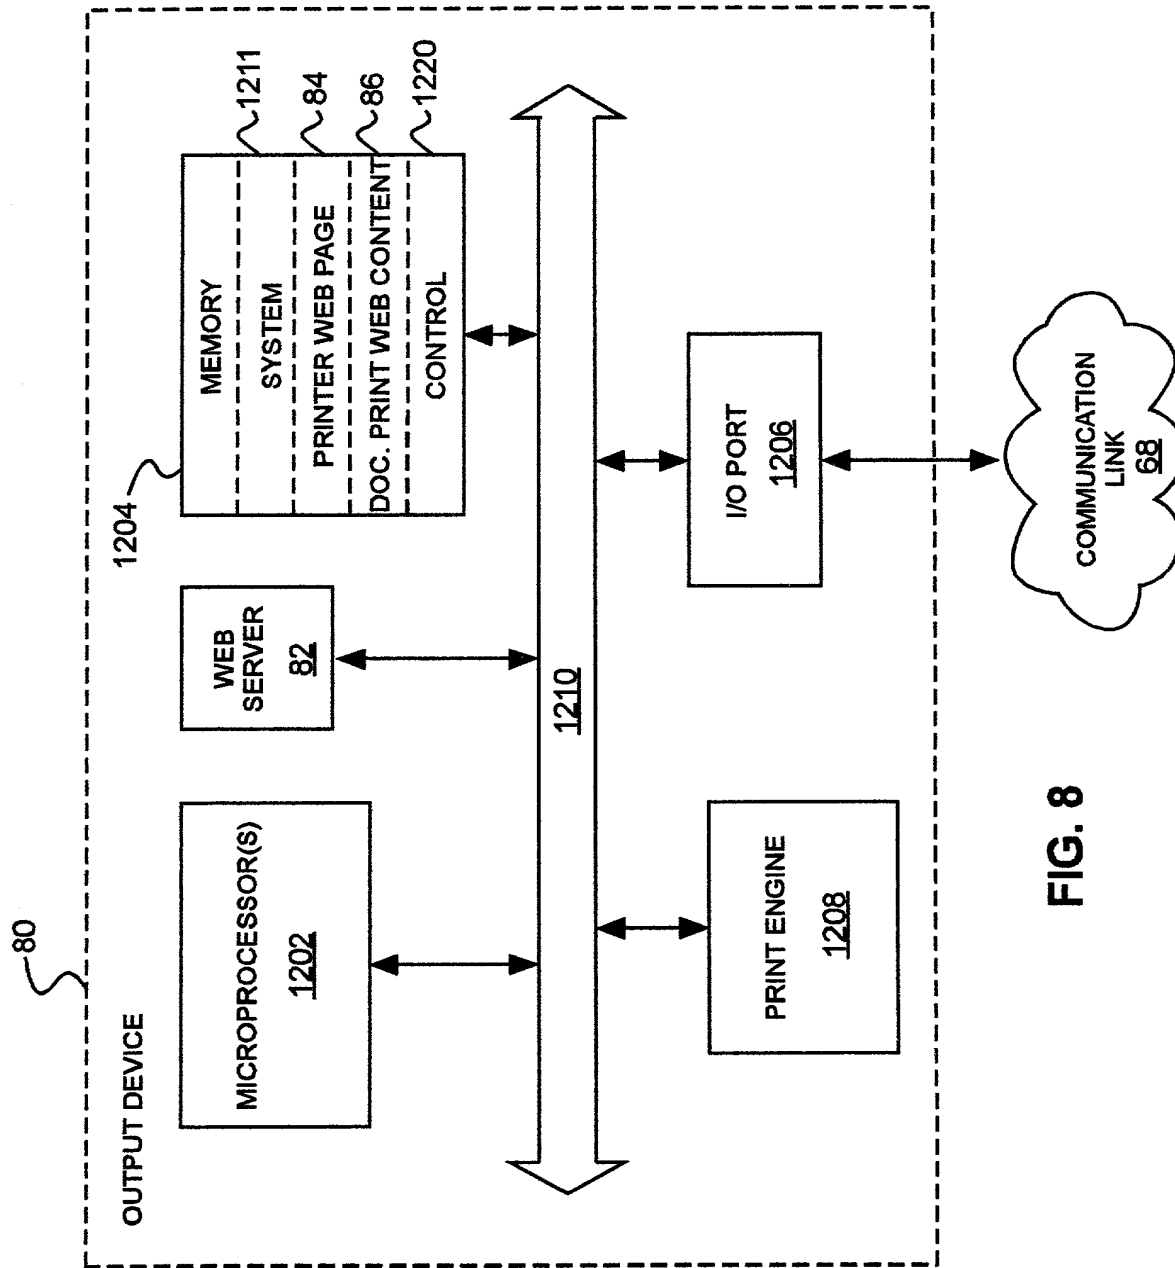 80
OUTPUT DEVICE
MICROPROCESSOR(S)
1202
WEB
SERVER
82
1204
MEMORY
SYSTEM
PRINTER WEB PAGE
DOC. PRINT WEB CONTENT
CONTROL
1211
84
86
1220
1210
PRINT ENGINE
1208
I/O PORT
1206
COMMUNICATION
LINK
68
FIG. 8